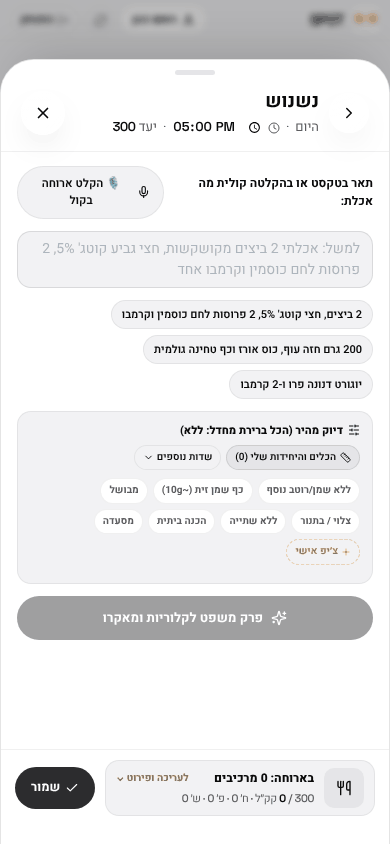 נשנוש
היום · 05:00 PM · יעד 300
תאר בטקסט או בהקלטה קולית מה
אכלת:
🎙️ הקלט ארוחה
בקול
למשל: אכלתי 2 ביצים מקושקשות, חצי גביע קוטג' 5%, 2
פרוסות לחם כוסמין וקרמבו אחד
2 ביצים, חצי קוטג' 5%, 2 פרוסות לחם כוסמין וקרמבו
200 גרם חזה עוף, כוס אורז וכף טחינה גולמית
יוגורט דנונה פרו ו-2 קרמבו
דיוק מהיר (הכל ברירת מחדל: ללא)
📏 הכלים והיחידות שלי (0)
שדות נוספים
ללא שמן/רוטב נוסף
כף שמן זית (~10g)
מבושל
צלוי / בתנור
ללא שתייה
הכנה ביתית
מסעדה
+ צ'יפ אישי
פרק משפט לקלוריות ומאקרו
בארוחה: 0 מרכיבים
לעריכה ופירוט
0 / 300 קק"ל · ח' 0 · פ' 0 · ש' 0
שמור